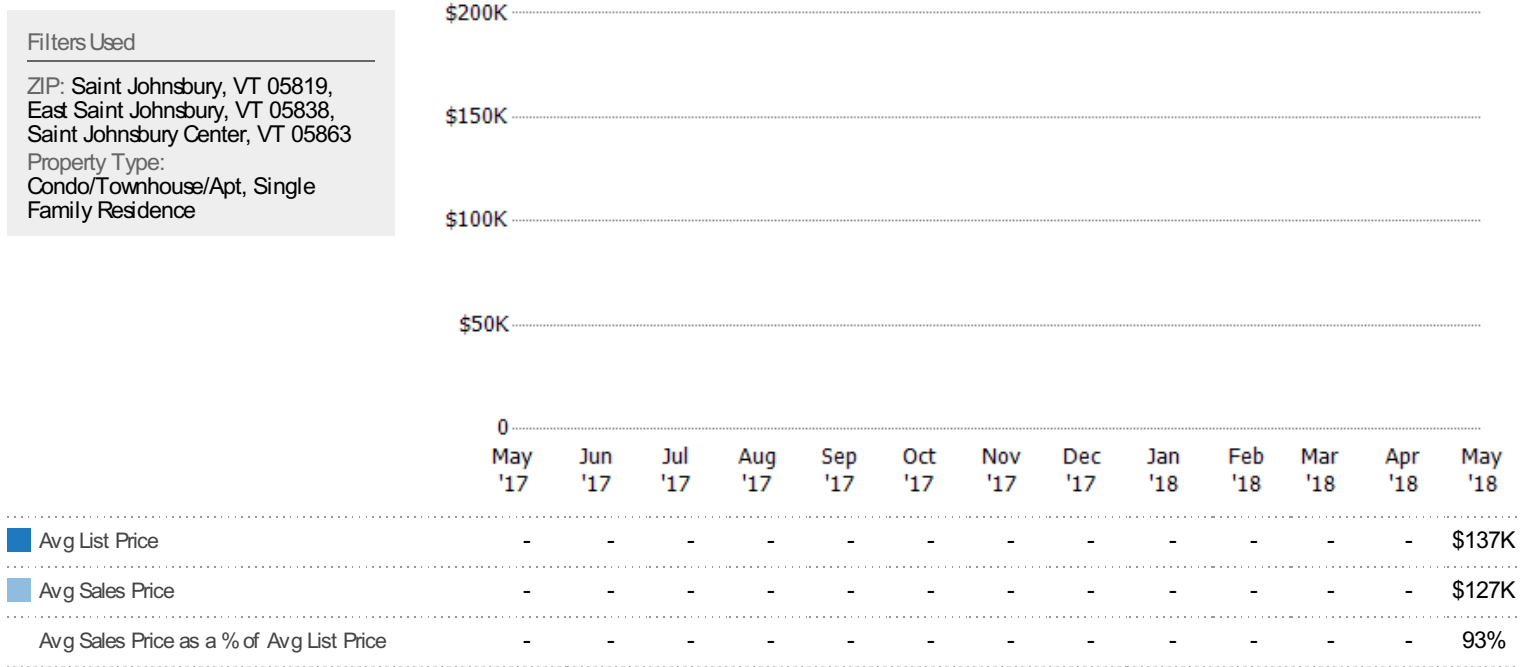 Filters Used
ZIP: Saint Johnsbury, VT 05819,
East Saint Johnsbury, VT 05838,
Saint Johnsbury Center, VT 05863
Property Type:
Condo/Townhouse/Apt, Single
Family Residence
$200K
$150K
$100K
$50K
0
May Jun Jul Aug Sep Oct Nov Dec Jan Feb Mar Apr May
'17 '17 '17 '17 '17 '17 '17 '17 '18 '18 '18 '18 '18
Avg List Price - - - - - - - - - - - - $137K
Avg Sales Price - - - - - - - - - - - - $127K
Avg Sales Price as a % of Avg List Price - - - - - - - - - - - - 93%